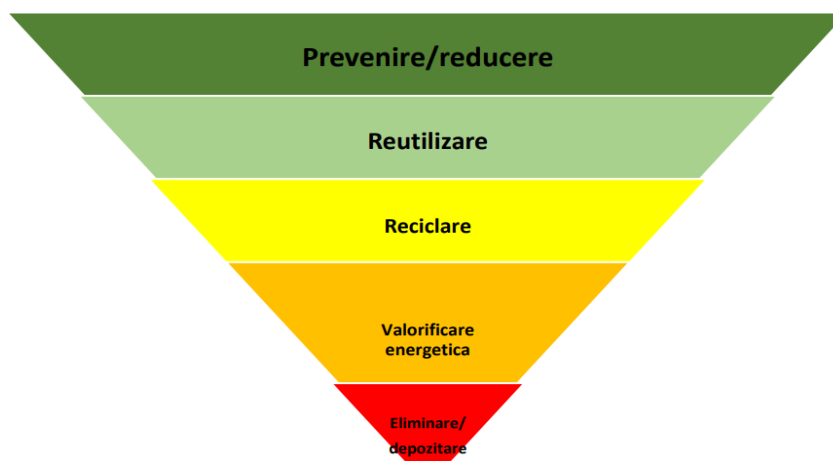 Prevenire/reducere
Reutilizare
Reciclare
Valorificare
energetica
Eliminare/
depozitare